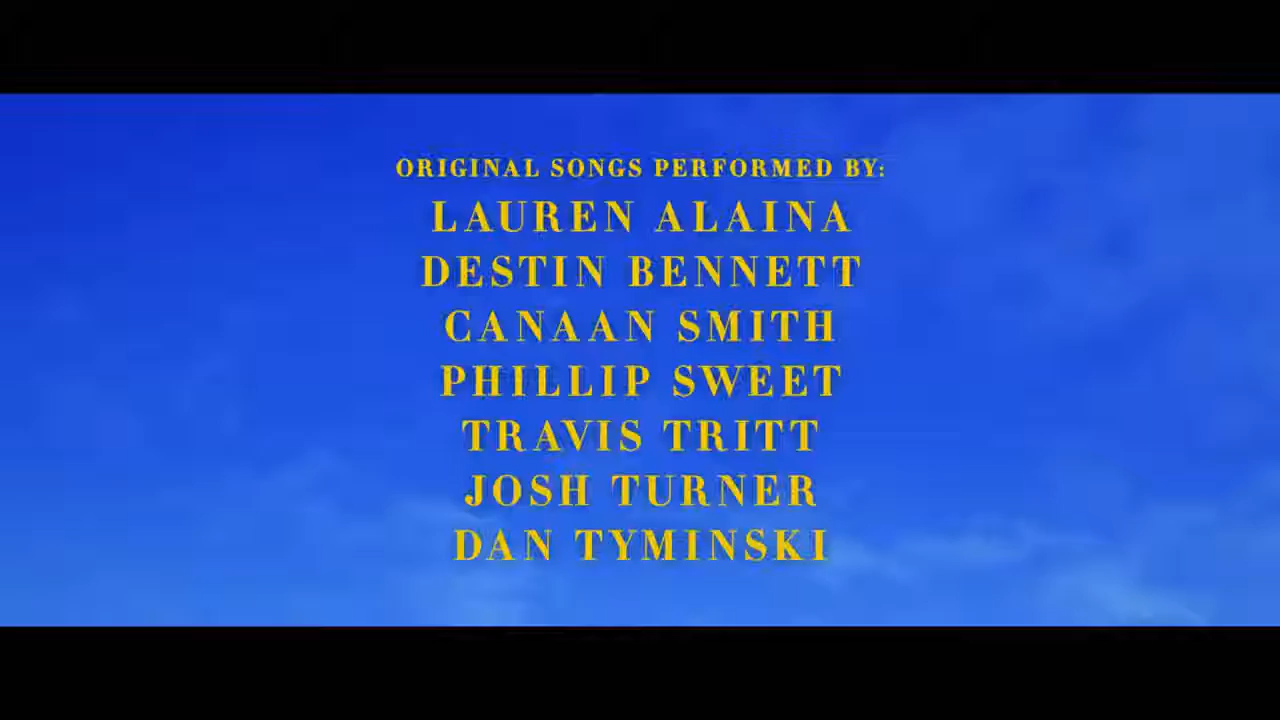 ORIGINAL SONGS PERFORMED BY:
LAUREN ALAINA
DESTIN BENNETT
CANAAN SMITH
PHILLIP SWEET
TRAVIS TRITT
JOSH TURNER
DAN TYMINSKI